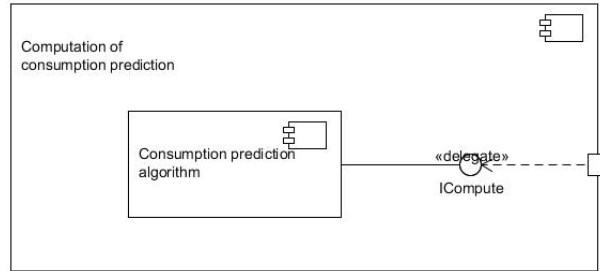 Computation of
consumption prediction
Consumption prediction
algorithm
«delegate»
ICompute